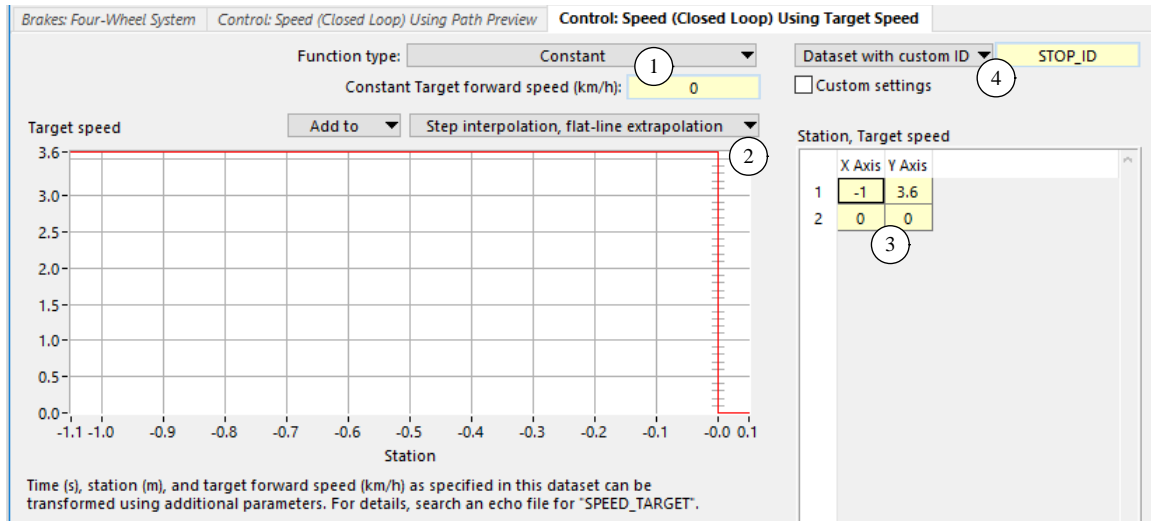 Brakes: Four-Wheel System Control: Speed (Closed Loop) Using Path Preview Control: Speed (Closed Loop) Using Target Speed
Function type: Constant
1
Constant Target forward speed (km/h): 0
Dataset with custom ID STOP_ID
4
Custom settings
Target speed Add to Step interpolation, flat-line extrapolation
2
3.6
3.0
2.5
2.0
1.5
1.0
0.5
0.0
-1.1 -1.0 -0.9 -0.8 -0.7 -0.6 -0.5 -0.4 -0.3 -0.2 -0.1 -0.0 0.1
Station
Time (s), station (m), and target forward speed (km/h) as specified in this dataset can be
transformed using additional parameters. For details, search an echo file for "SPEED_TARGET".
Station, Target speed
X Axis Y Axis
1 -1 3.6
2 0 0
3